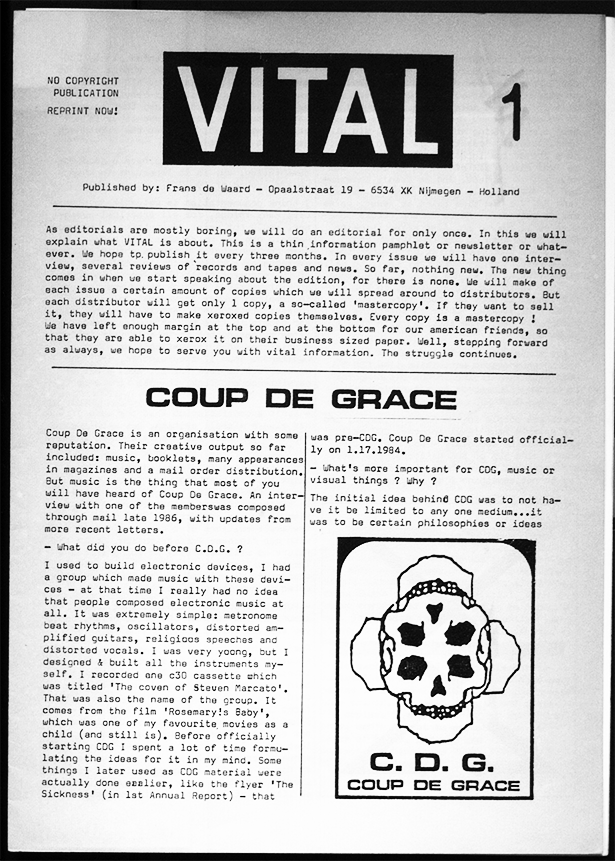 NO COPYRIGHT
PUBLICATION
REPRINT NOW!
VITAL
1
Published by: Frans de Waard - Opaalstraat 19 - 6534 XK Nijmegen - Holland
As editorials are mostly boring, we will do an editorial for only once. In this we will
explain what VITAL is about. This is a thin information pamphlet or newsletter or what-
ever. We hope to publish it every three months. In every issue we will have one inter-
view, several reviews of records and tapes and news. So far, nothing new. The new thing
comes in when we start speaking about the edition, for there is none. We will make of
each issue a certain amount of copies which we will spread around to distributors. But
each distributor will get only 1 copy, a so-called 'mastercopy'. If they want to sell
it, they will have to make xeroxed copies themselves. Every copy is a mastercopy !
We have left enough margin at the top and at the bottom for our american friends, so
that they are able to xerox it on their business sized paper. Well, stepping forward
as always, we hope to serve you with vital information. The struggle continues.
COUP DE GRACE
Coup De Grace is an organisation with some
reputation. Their creative output so far
included: music, booklets, many appearances
in magazines and a mail order distribution.
But music is the thing that most of you
will have heard of Coup De Grace. An inter-
view with one of the memberswas composed
through mail late 1986, with updates from
more recent letters.
- What did you do before C.D.G. ?
I used to build electronic devices, I had
a group which made music with these devi-
ces - at that time I really had no idea
that people composed electronic music at
all. It was extremely simple: metronome
beat rhythms, oscillators, distorted am-
plified guitars, religious speeches and
distorted vocals. I was very yoong, but I
designed & built all the instruments my-
self. I recorded one c30 cassette which
was titled 'The coven of Steven Marcato'.
That was also the name of the group. It
comes from the film 'Rosemary!s Baby',
which was one of my favourite movies as a
child (and still is). Before officially
starting CDG I spent a lot of time formu-
lating the ideas for it in my mind. Some
things I later used as CDG material were
actually done earlier, like the flyer 'The
Sickness' (in 1st Annual Report) - that
was pre-CDG. Coup De Grace started official-
ly on 1.17.1984.
- What's more important for CDG, music or
visual things ? Why ?
The initial idea behind CDG was to not ha-
ve it be limited to any one medium...it
was to be certain philosophies or ideas
C. D. G.
COUP DE GRACE